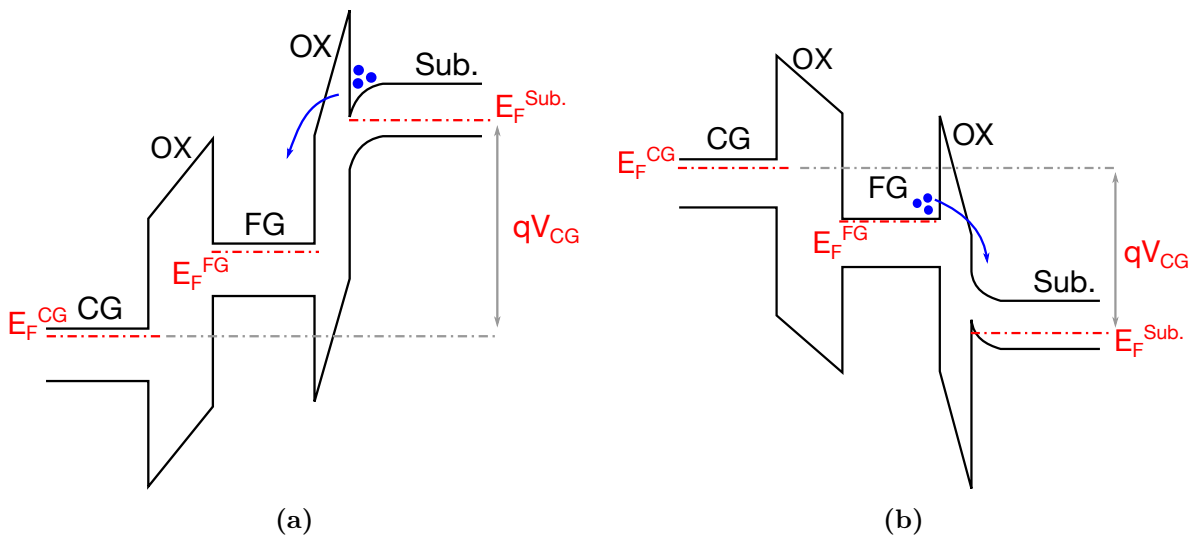 OX
Sub.
E_F^Sub.
OX
FG
qV_CG
E_F^FG
E_F^CG
CG
(a)
OX
CG
OX
E_F^CG
FG
E_F^FG
qV_CG
Sub.
E_F^Sub.
(b)